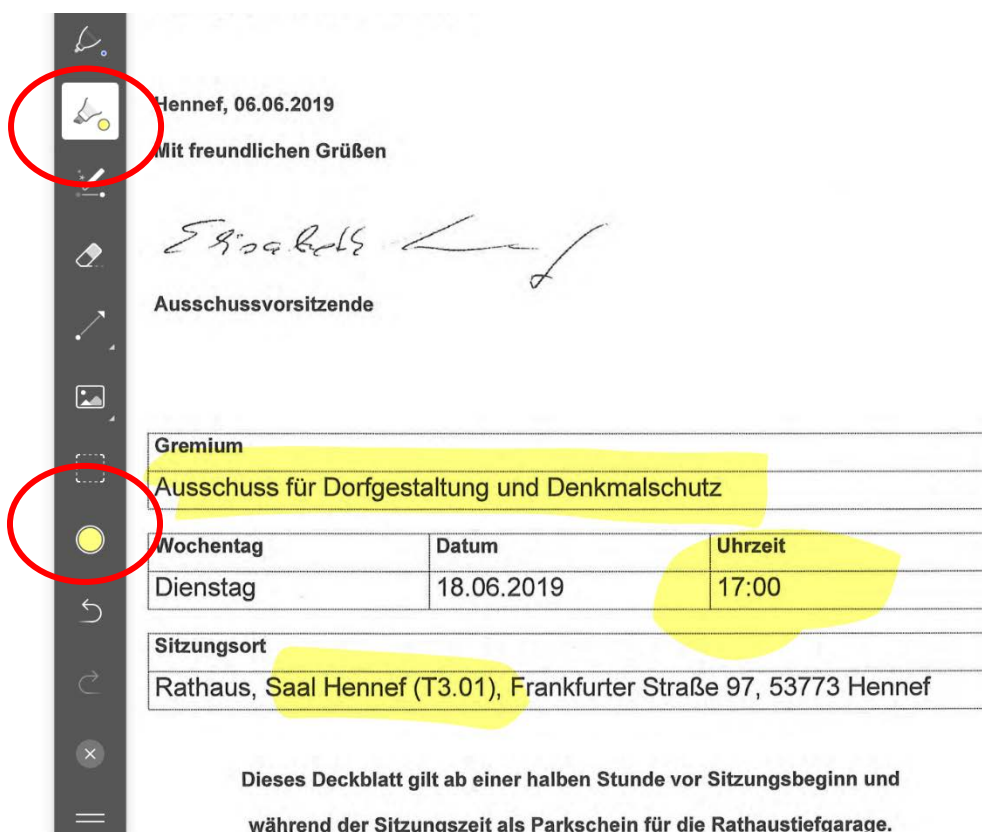 Hennef, 06.06.2019
Mit freundlichen Grüßen
Elisabeth
Ausschussvorsitzende
Gremium
Ausschuss für Dorfgestaltung und Denkmalschutz
Wochentag Datum Uhrzeit
Dienstag 18.06.2019 17:00
Sitzungsort
Rathaus, Saal Hennef (T3.01), Frankfurter Straße 97, 53773 Hennef
Dieses Deckblatt gilt ab einer halben Stunde vor Sitzungsbeginn und
während der Sitzungszeit als Parkschein für die Rathaustiefgarage.